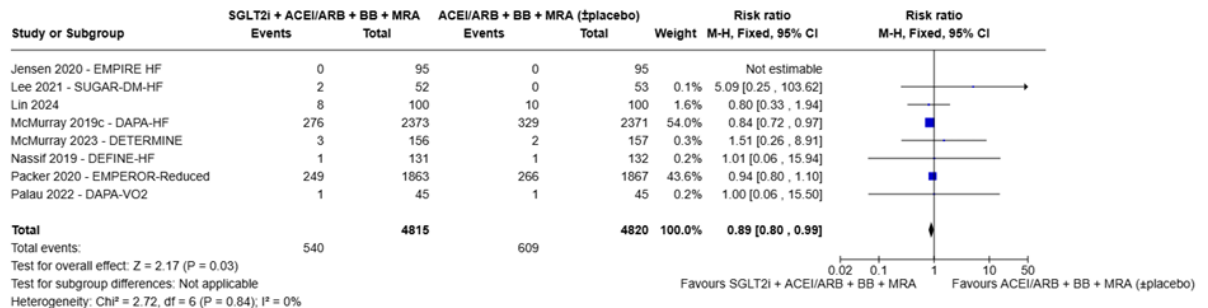 SGLT2i + ACEI/ARB + BB + MRA ACEI/ARB + BB + MRA (±placebo) Risk ratio Risk ratio
Study or Subgroup Events Total Events Total Weight M-H, Fixed, 95% CI M-H, Fixed, 95% CI
Jensen 2020 - EMPIRE HF 0 95 0 95 Not estimable
Lee 2021 - SUGAR-DM-HF 2 52 0 53 0.1% 5.09 [0.25 , 103.62]
Lin 2024 8 100 10 100 1.6% 0.80 [0.33 , 1.94]
McMurray 2019c - DAPA-HF 276 2373 329 2371 54.0% 0.84 [0.72 , 0.97]
McMurray 2023 - DETERMINE 3 156 2 157 0.3% 1.51 [0.26 , 8.91]
Nassif 2019 - DEFINE-HF 1 131 1 132 0.2% 1.01 [0.06 , 15.94]
Packer 2020 - EMPEROR-Reduced 249 1863 266 1867 43.6% 0.94 [0.80 , 1.10]
Palau 2022 - DAPA-VO2 1 45 1 45 0.2% 1.00 [0.06 , 15.50]
Total 4815 4820 100.0% 0.89 [0.80 , 0.99]
Total events: 540 609
Test for overall effect: Z = 2.17 (P = 0.03)
Test for subgroup differences: Not applicable
Heterogeneity: Chi² = 2.72, df = 6 (P = 0.84); I² = 0%
0.02 0.1 1 10 50
Favours SGLT2i + ACEI/ARB + BB + MRA Favours ACEI/ARB + BB + MRA (±placebo)